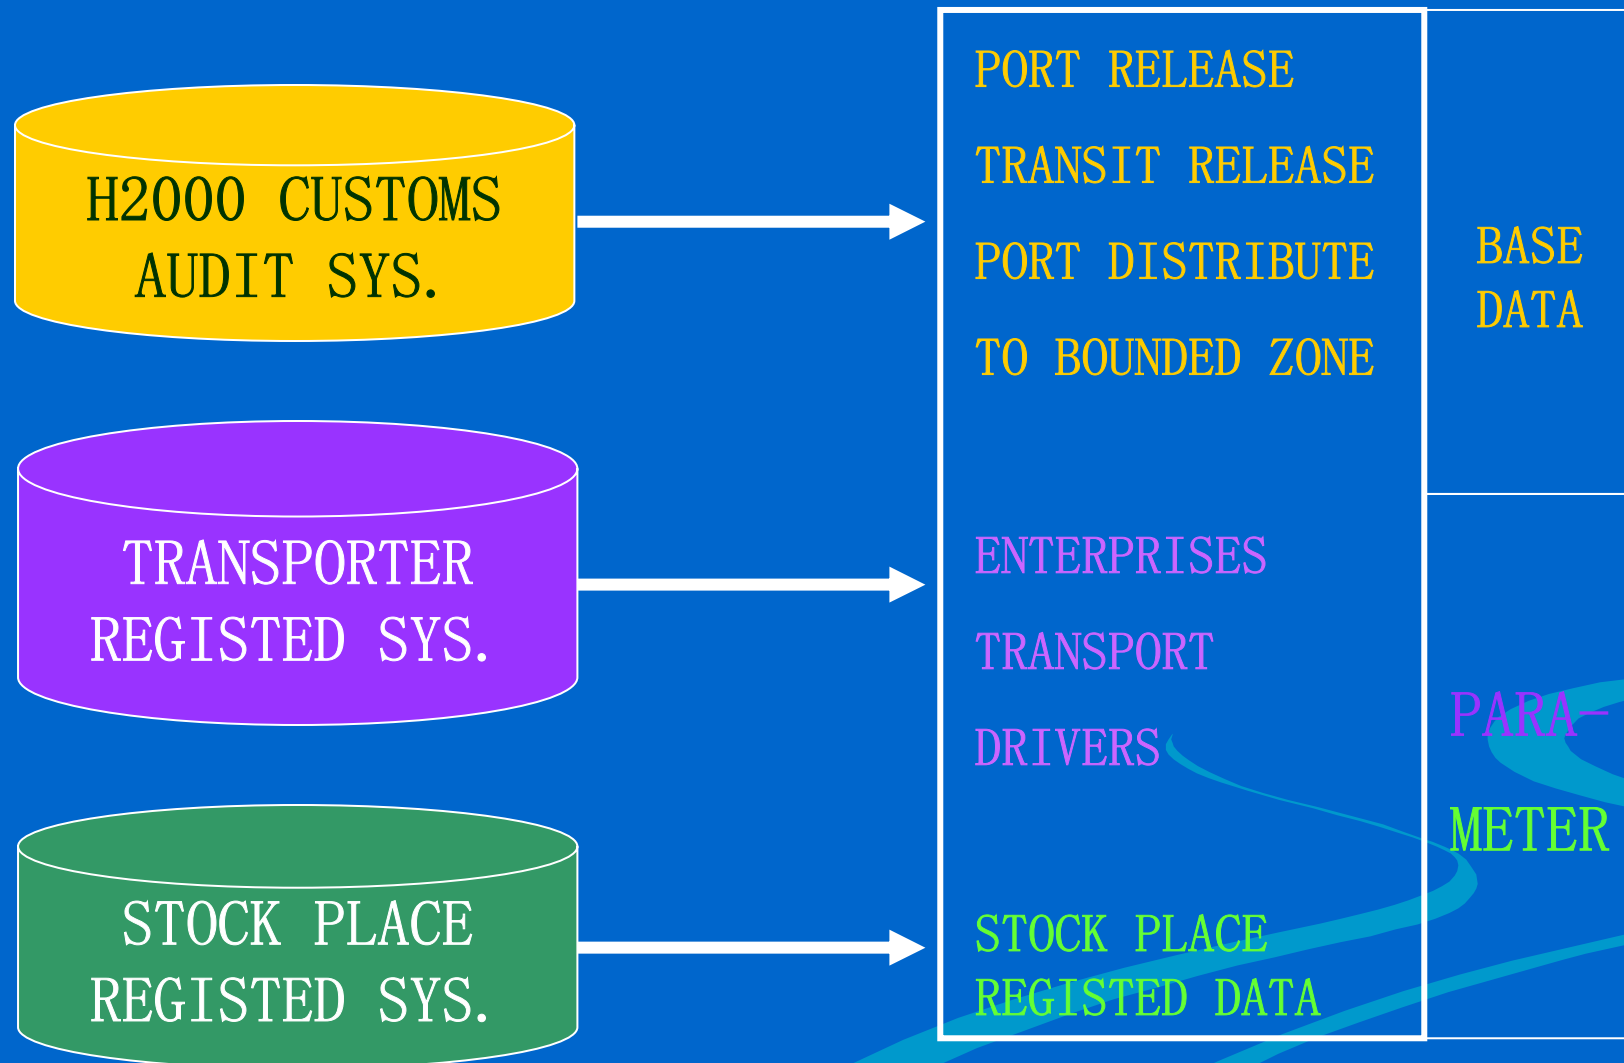 H2000 CUSTOMS
AUDIT SYS.
TRANSPORTER
REGISTED SYS.
STOCK PLACE
REGISTED SYS.
PORT RELEASE
TRANSIT RELEASE
PORT DISTRIBUTE
TO BOUNDED ZONE
ENTERPRISES
TRANSPORT
DRIVERS
STOCK PLACE
REGISTED DATA
BASE
DATA
PARA-
METER